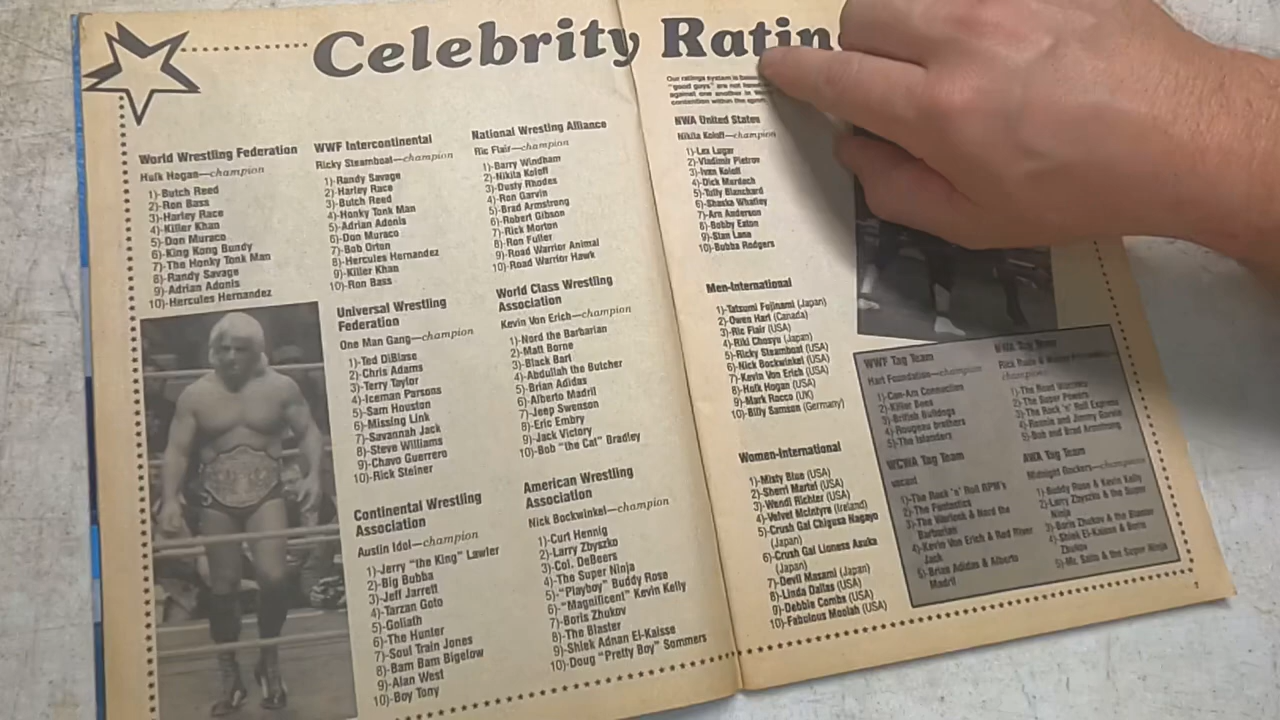 Celebrity Ratin
Our ratings system is
"good guys" are not
against one another in
contention within the sport.
World Wrestling Federation
Hulk Hogan—champion
1)-Butch Reed
2)-Ron Bass
3)-Harley Race
4)-Killer Khan
5)-Don Muraco
6)-King Kong Bundy
7)-The Honky Tonk Man
8)-Randy Savage
9)-Adrian Adonis
10)-Hercules Hernandez
WWF Intercontinental
Ricky Steamboat—champion
1)-Randy Savage
2)-Harley Race
3)-Butch Reed
4)-Honky Tonk Man
5)-Adrian Adonis
6)-Don Muraco
7)-Bob Orton
8)-Hercules Hernandez
9)-Killer Khan
10)-Ron Bass
Universal Wrestling
Federation
One Man Gang—champion
1)-Ted DiBiase
2)-Chris Adams
3)-Terry Taylor
4)-Iceman Parsons
5)-Sam Houston
6)-Missing Link
7)-Savannah Jack
8)-Steve Williams
9)-Chavo Guerrero
10)-Rick Steiner
Continental Wrestling
Association
Austin Idol—champion
1)-Jerry "the King" Lawler
2)-Big Bubba
3)-Jeff Jarrett
4)-Tarzan Goto
5)-Goliath
6)-The Hunter
7)-Soul Train Jones
8)-Bam Bam Bigelow
9)-Alan West
10)-Boy Tony
National Wrestling Alliance
Ric Flair—champion
1)-Barry Windham
2)-Nikita Koloff
3)-Dusty Rhodes
4)-Ron Garvin
5)-Brad Armstrong
6)-Robert Gibson
7)-Rick Morton
8)-Ron Fuller
9)-Road Warrior Animal
10)-Road Warrior Hawk
World Class Wrestling
Association
Kevin Von Erich—champion
1)-Nord the Barbarian
2)-Matt Borne
3)-Black Bart
4)-Abdullah the Butcher
5)-Brian Adidas
6)-Alberto Madril
7)-Jeep Swenson
8)-Eric Embry
9)-Jack Victory
10)-Bob "the Cat" Bradley
American Wrestling
Association
Nick Bockwinkel—champion
1)-Curt Hennig
2)-Larry Zbyszko
3)-Col. DeBeers
4)-The Super Ninja
5)-"Playboy" Buddy Rose
6)-"Magnificent" Kevin Kelly
7)-Boris Zhukov
8)-The Blaster
9)-Shiek Adnan El-Kaisse
10)-Doug "Pretty Boy" Sommers
NWA United States
Nikita Koloff—champion
1)-Lex Lugar
2)-Vladimir Pietrov
3)-Ivan Koloff
4)-Dick Murdoch
5)-Tully Blanchard
6)-Shaska Whatley
7)-Arn Anderson
8)-Bobby Eaton
9)-Stan Lane
10)-Bubba Rodgers
Men-International
1)-Tatsumi Fujinami (Japan)
2)-Owen Hart (Canada)
3)-Ric Flair (USA)
4)-Riki Chosyu (Japan)
5)-Ricky Steamboat (USA)
6)-Nick Bockwinkel (USA)
7)-Kevin Von Erich (USA)
8)-Hulk Hogan (USA)
9)-Mark Rocco (UK)
10)-Billy Samson (Germany)
Women-International
1)-Misty Blue (USA)
2)-Sherri Martel (USA)
3)-Wendi Richter (USA)
4)-Velvet McIntyre (Ireland)
5)-Crush Gal Chigusa Nagayo
(Japan)
6)-Crush Gal Lioness Asuka
(Japan)
7)-Devil Masami (Japan)
8)-Linda Dallas (USA)
9)-Debbie Combs (USA)
10)-Fabulous Moolah (USA)
WWF Tag Team
Hart Foundation—champion
1)-Can-Am Connection
2)-Killer Bees
3)-British Bulldogs
4)-Rougeau brothers
5)-The Islanders
WCWA Tag Team
vacant
1)-The Rock 'n' Roll RPM's
2)-The Fantastics
3)-The Warlock & Nord the
Barbarian
4)-Kevin Von Erich & Red River
Jack
5)-Brian Adidas & Alberto
Madril
NWA Tag Team
Rick Rude &
champions
1)-The Road Warriors
2)-The Super Powers
3)-The Rock 'n' Roll Express
4)-Ronnie and Jimmy Garvin
5)-Bob and Brad Armstrong
AWA Tag Team
Midnight Rockers—champions
1)-Buddy Rose & Kevin Kelly
2)-Larry Zbyszko & the Super
Ninja
3)-Boris Zhukov & the Blaster
4)-Shiek El-Kaisse & Boris
Zhukov
5)-Mr. Saito & the Super Ninja
7